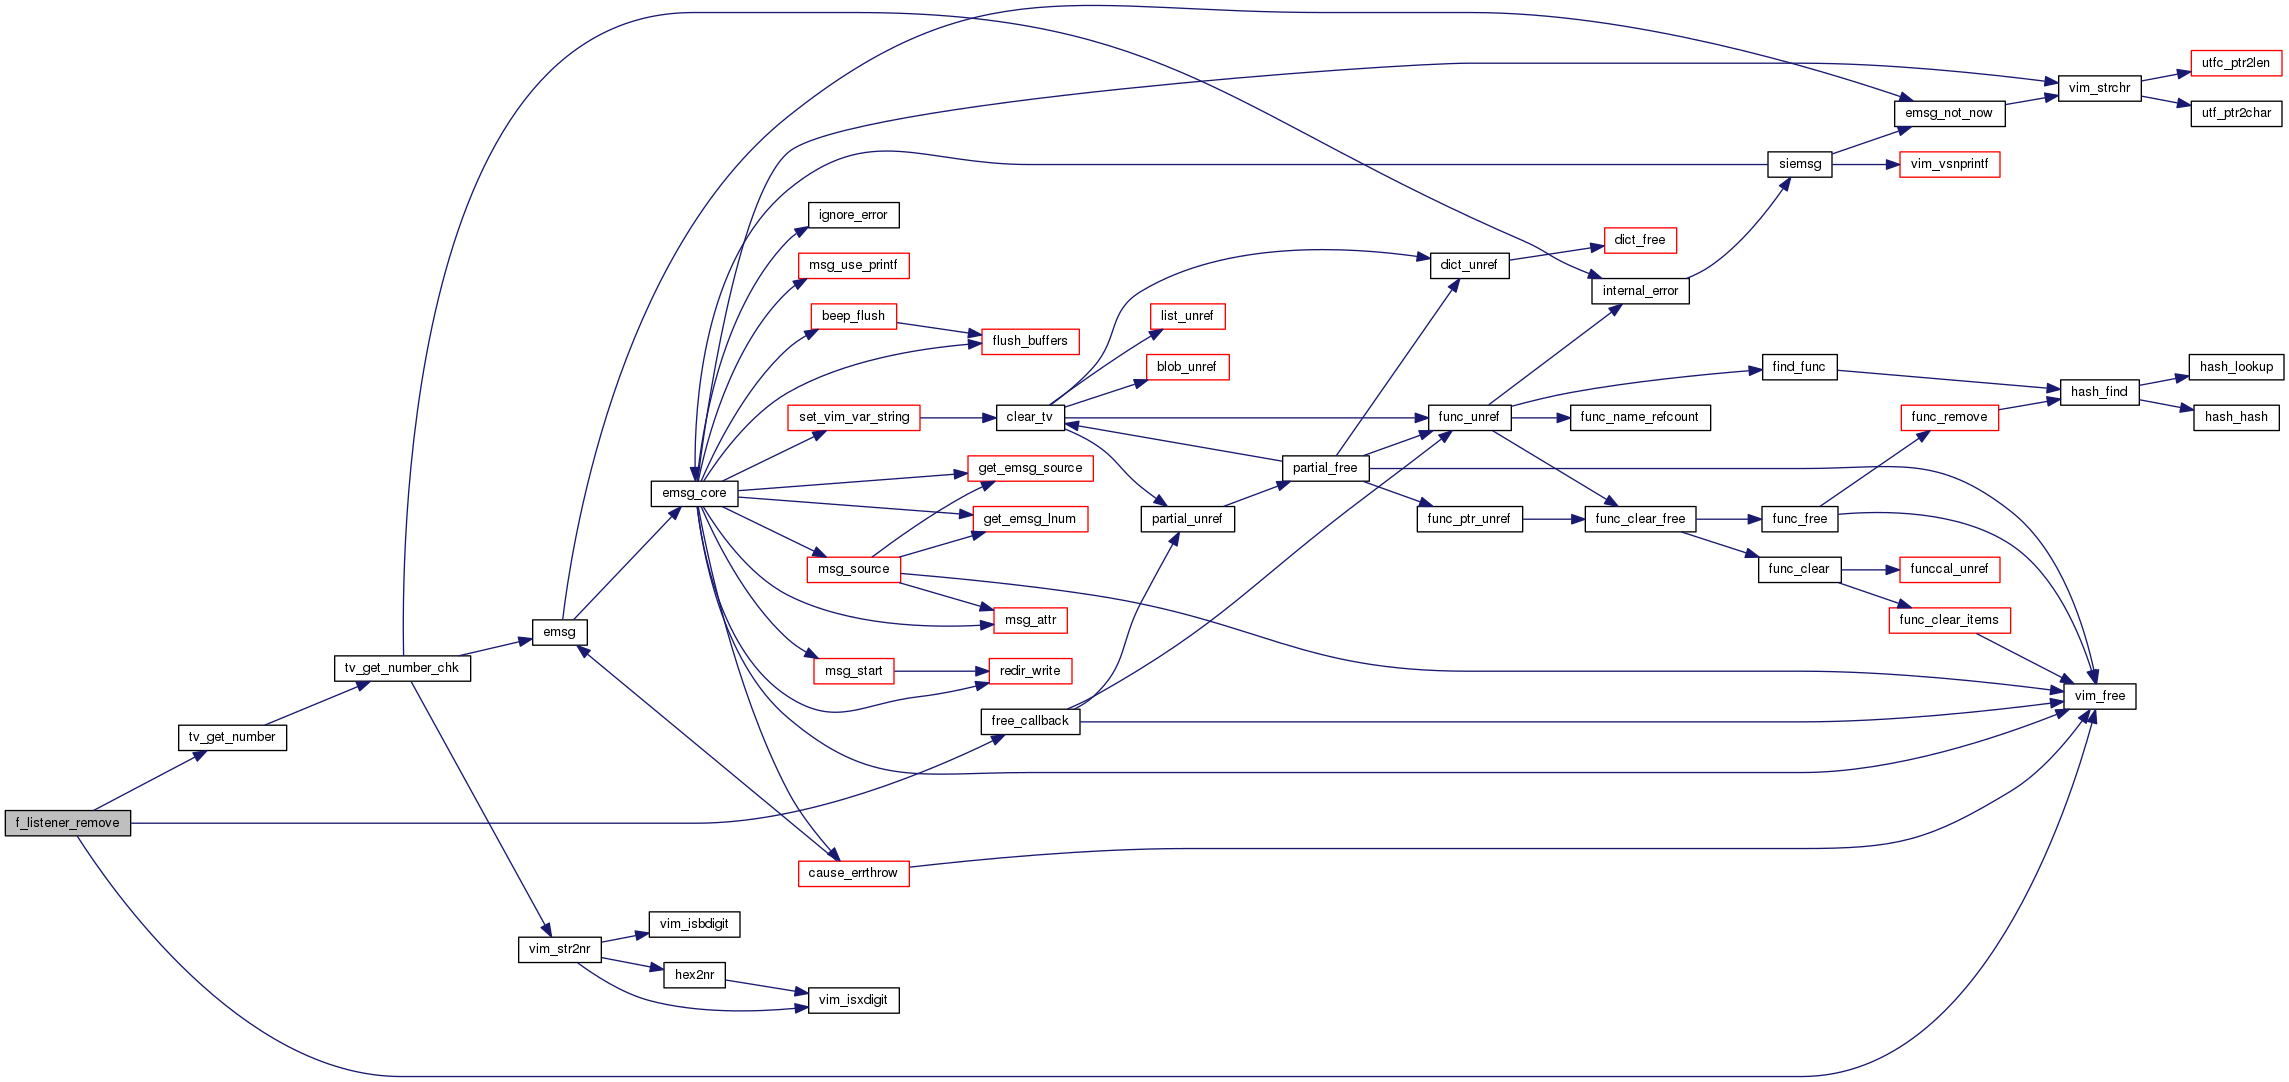 utfc_ptr2len
vim_strchr
emsg_not_now
utf_ptr2char
siemsg
vim_vsnprintf
ignore_error
dict_free
msg_use_printf
dict_unref
internal_error
beep_flush
list_unref
flush_buffers
blob_unref
find_func
hash_lookup
hash_find
set_vim_var_string
clear_tv
func_unref
func_name_refcount
func_remove
hash_hash
get_emsg_source
partial_free
emsg_core
get_emsg_lnum
partial_unref
func_ptr_unref
func_clear_free
func_free
msg_source
func_clear
funccal_unref
msg_attr
func_clear_items
emsg
tv_get_number_chk
msg_start
redir_write
vim_free
free_callback
tv_get_number
f_listener_remove
cause_errthrow
vim_isbdigit
vim_str2nr
hex2nr
vim_isxdigit